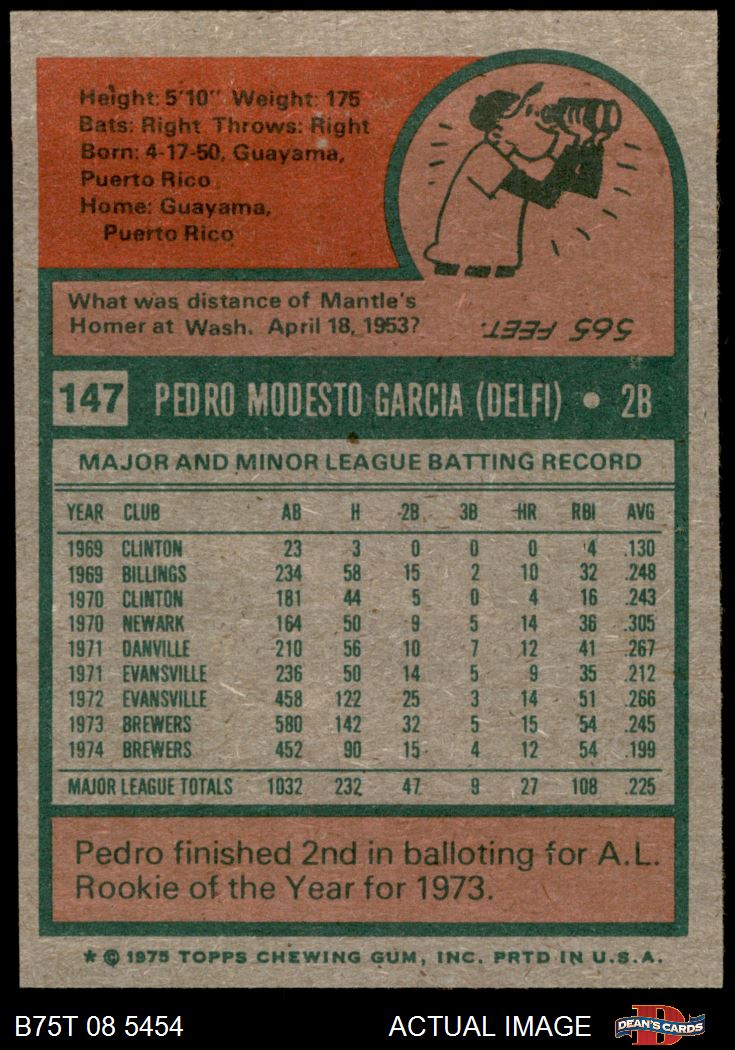 Height: 5'10" Weight: 175
Bats: Right Throws: Right
Born: 4-17-50, Guayama,
Puerto Rico
Home: Guayama,
Puerto Rico
What was distance of Mantle's
Homer at Wash. April 18, 1953?
565 FEET.
147 PEDRO MODESTO GARCIA (DELFI) • 2B
MAJOR AND MINOR LEAGUE BATTING RECORD
YEAR CLUB AB H 2B 3B HR RBI AVG
1969 CLINTON 23 3 0 0 0 4 .130
1969 BILLINGS 234 58 15 2 10 32 .248
1970 CLINTON 181 44 5 0 4 16 .243
1970 NEWARK 164 50 9 5 14 36 .305
1971 DANVILLE 210 56 10 7 12 41 .267
1971 EVANSVILLE 236 50 14 5 9 35 .212
1972 EVANSVILLE 458 122 25 3 14 51 .266
1973 BREWERS 580 142 32 5 15 54 .245
1974 BREWERS 452 90 15 4 12 54 .199
MAJOR LEAGUE TOTALS 1032 232 47 9 27 108 .225
Pedro finished 2nd in balloting for A.L.
Rookie of the Year for 1973.
* © 1975 TOPPS CHEWING GUM, INC. PRTD IN U.S.A.
B75T 08 5454 ACTUAL IMAGE D DEAN'S CARDS